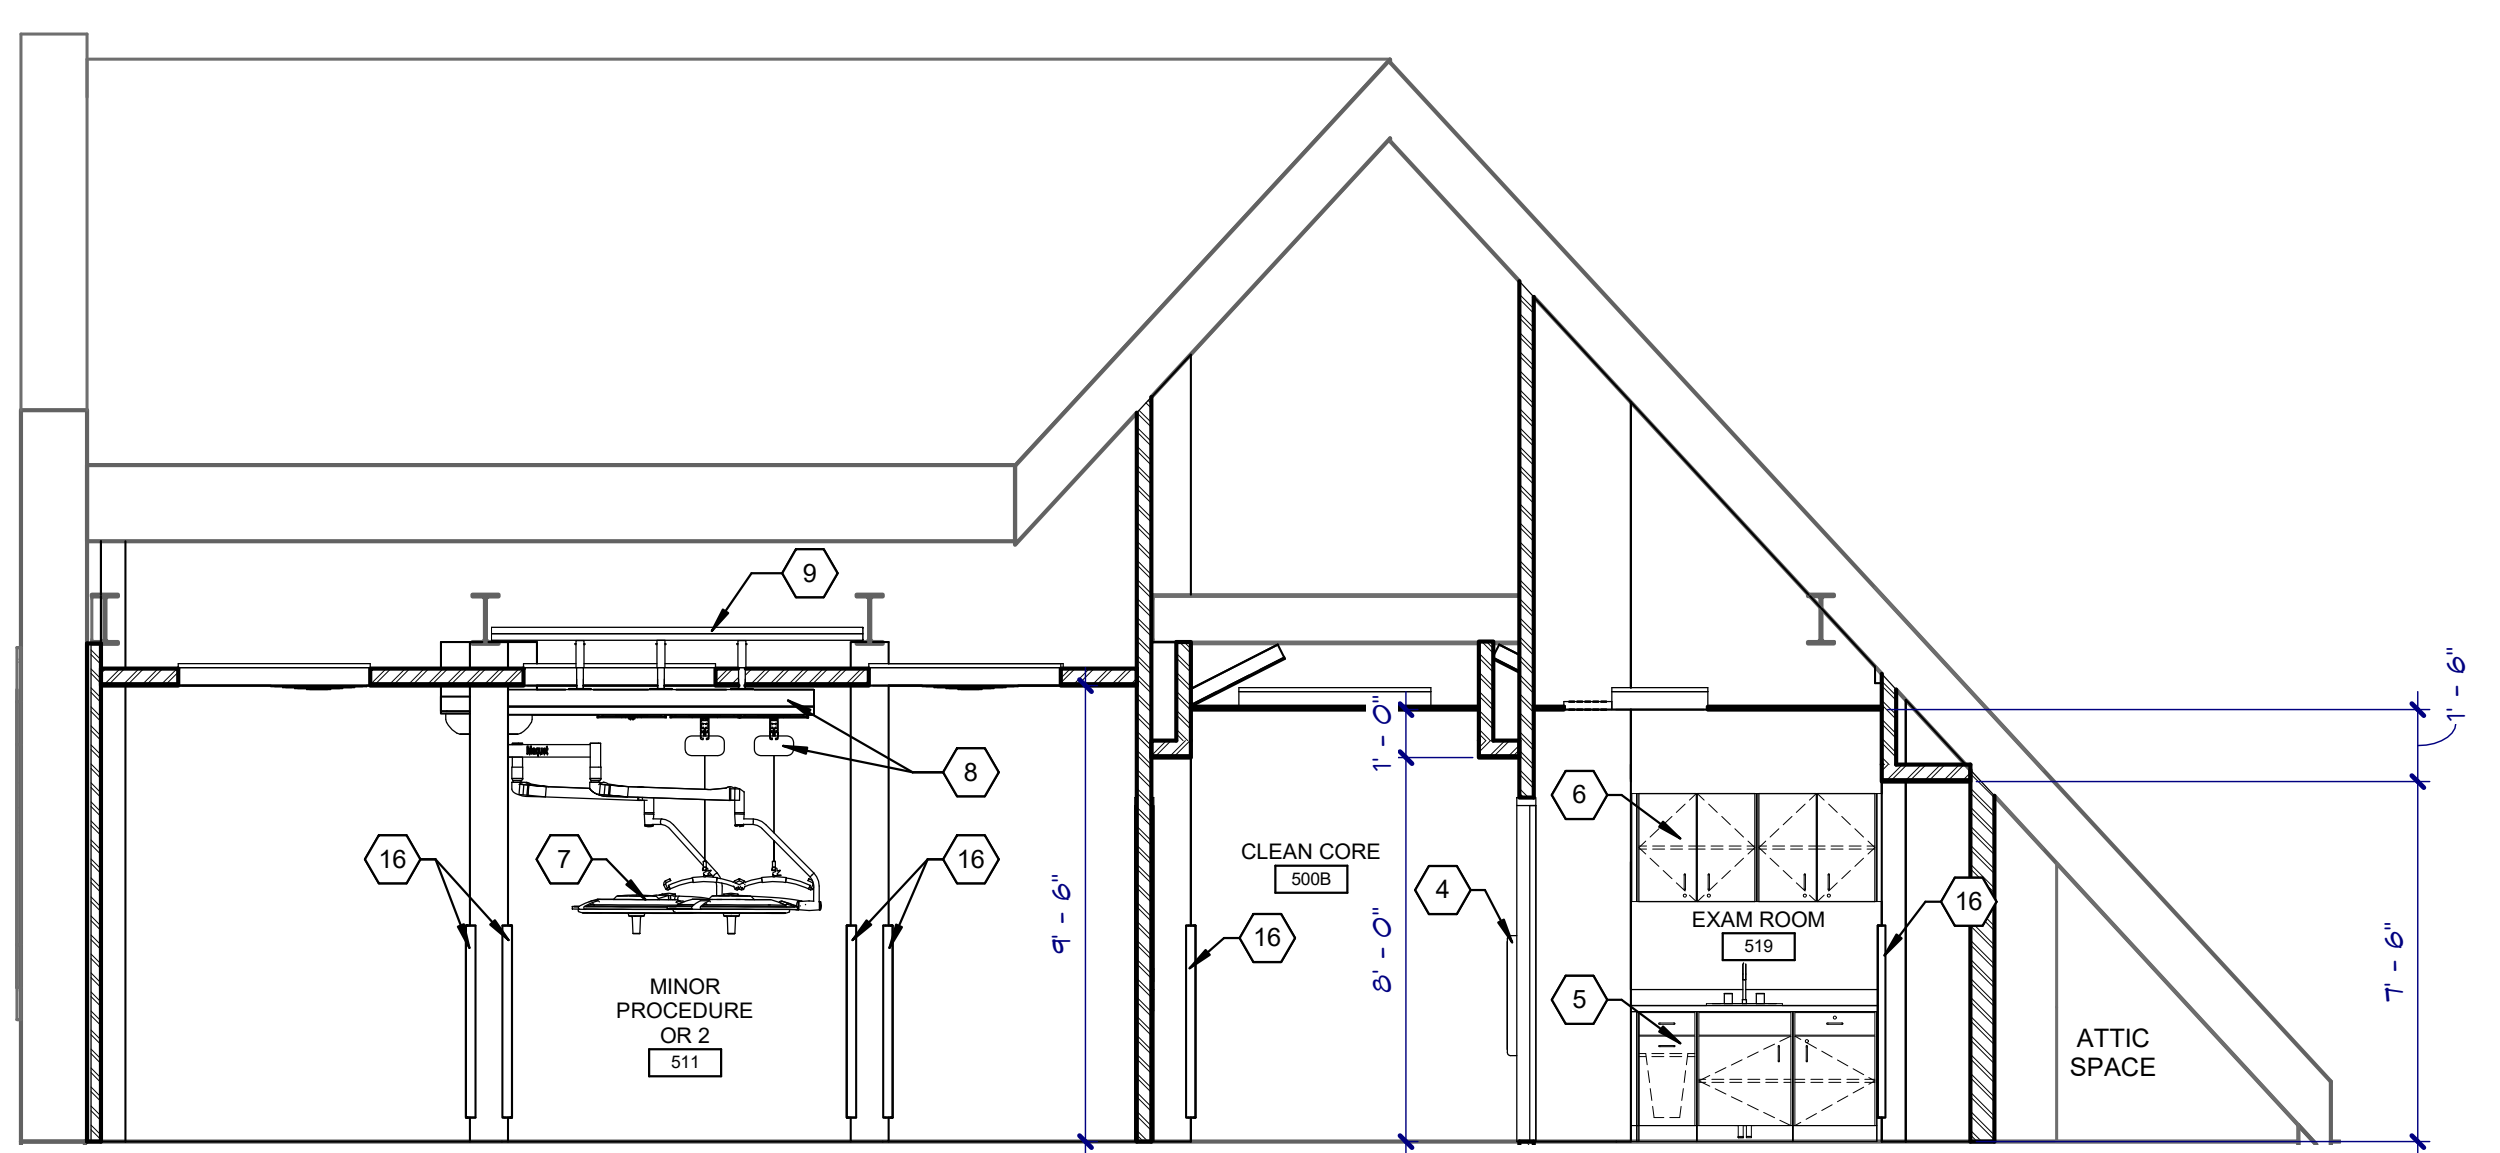 9
8
16
7
16
6
CLEAN CORE
500B
4
16
16
EXAM ROOM
519
5
MINOR
PROCEDURE
OR 2
511
ATTIC
SPACE
Maquet
9' - 6"
1' - 0"
8' - 0"
1' - 6"
7' - 6"